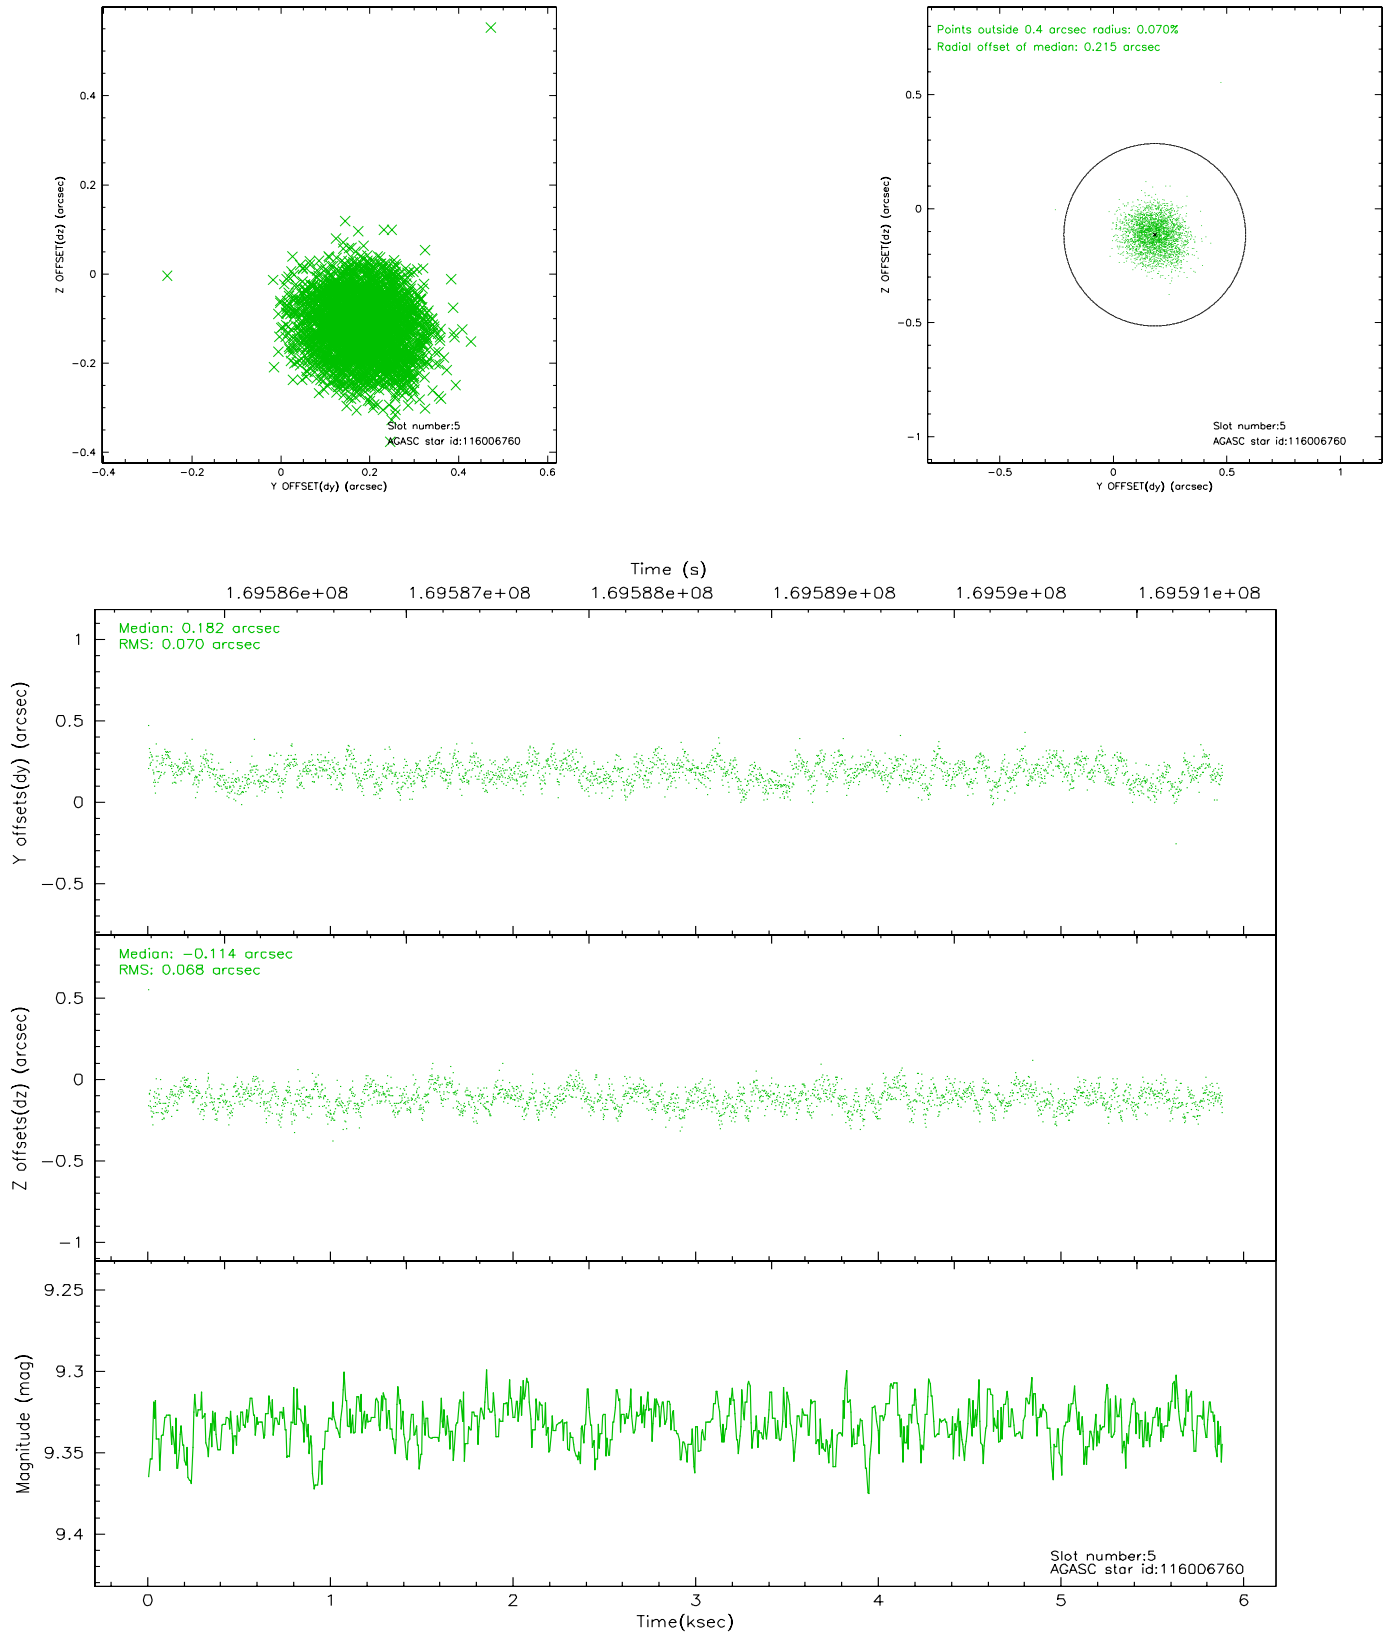 0.4
0.2
0
−0.2
−0.4
Z OFFSET(dz) (arcsec)
Slot number:5
AGASC star id:116006760
−0.4 −0.2 0 0.2 0.4 0.6
Y OFFSET(dy) (arcsec)
Points outside 0.4 arcsec radius: 0.070%
Radial offset of median: 0.215 arcsec
0.5
0
−0.5
−1
Z OFFSET(dz) (arcsec)
Slot number:5
AGASC star id:116006760
−0.5 0 0.5 1
Y OFFSET(dy) (arcsec)
Time (s)
1.69586e+08 1.69587e+08 1.69588e+08 1.69589e+08 1.6959e+08 1.69591e+08
Median: 0.182 arcsec
RMS: 0.070 arcsec
1
0.5
0
−0.5
Y offsets(dy) (arcsec)
Median: −0.114 arcsec
RMS: 0.068 arcsec
0.5
0
−0.5
−1
Z offsets(dz) (arcsec)
9.25
9.3
9.35
9.4
Magnitude (mag)
Slot number:5
AGASC star id:116006760
0 1 2 3 4 5 6
Time(ksec)